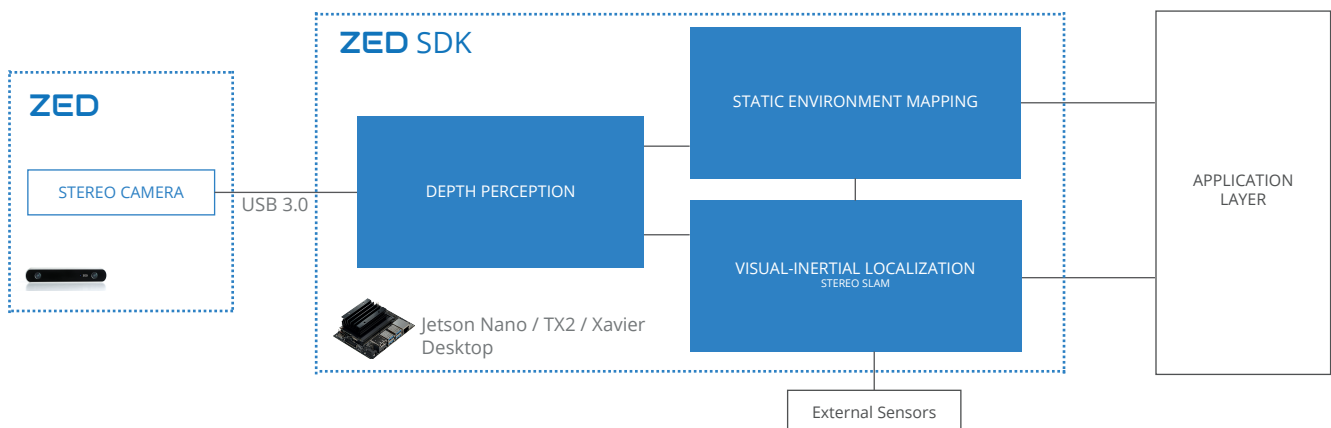 ZED
STEREO CAMERA
USB 3.0
ZED SDK
DEPTH PERCEPTION
Jetson Nano / TX2 / Xavier
Desktop
STATIC ENVIRONMENT MAPPING
VISUAL-INERTIAL LOCALIZATION
STEREO SLAM
External Sensors
APPLICATION
LAYER